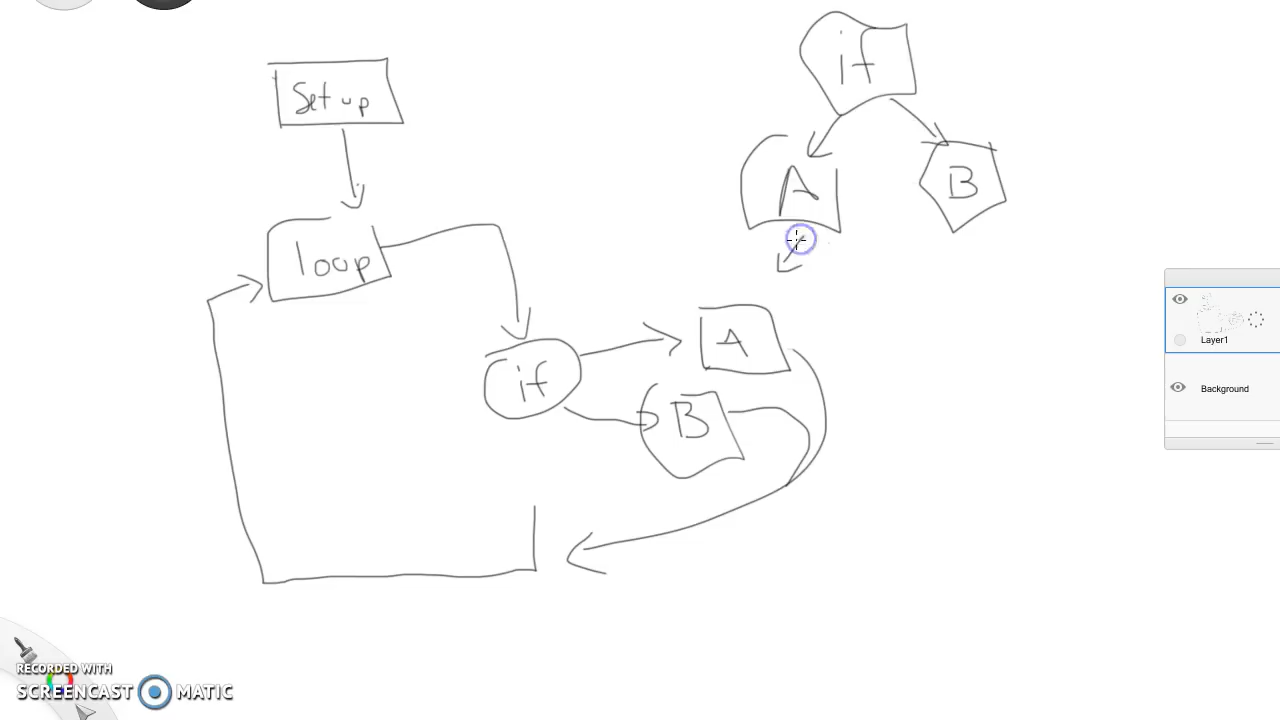 if
Set up
A
B
loop
Layer1
if
A
Background
B
RECORDED WITH
SCREENCAST MATIC